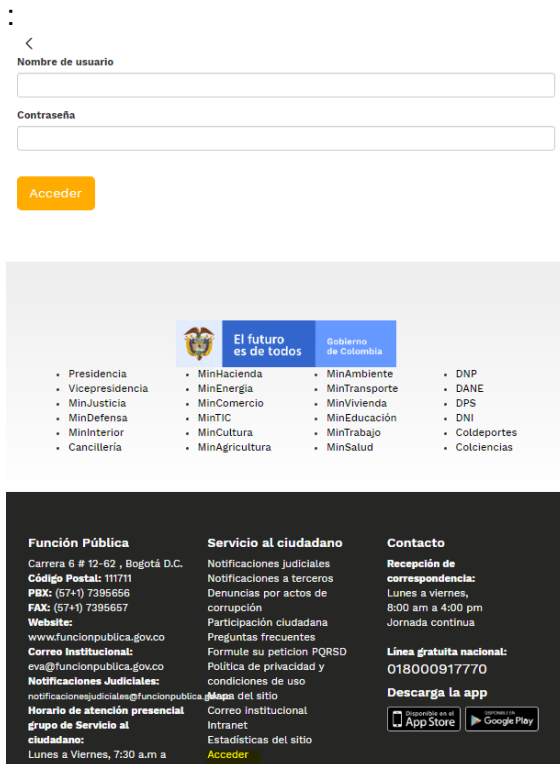 :
Nombre de usuario
Contraseña
Acceder
El futuro
es de todos
Gobierno
de Colombia
• Presidencia
• Vicepresidencia
• MinJusticia
• MinDefensa
• MinInterior
• Cancillería
• MinHacienda
• MinEnergia
• MinComercio
• MinTIC
• MinCultura
• MinAgricultura
• MinAmbiente
• MinTransporte
• MinVivienda
• MinEducación
• MinTrabajo
• MinSalud
• DNP
• DANE
• DPS
• DNI
• Coldeportes
• Colciencias
Función Pública
Carrera 6 # 12-62 , Bogotá D.C.
Código Postal: 111711
PBX: (57+1) 7395656
FAX: (57+1) 7395657
Website:
www.funcionpublica.gov.co
Correo Institucional:
eva@funcionpublica.gov.co
Notificaciones Judiciales:
notificacionesjudiciales@funcionpublica.gov.co
Horario de atención presencial
grupo de Servicio al
ciudadano:
Lunes a Viernes, 7:30 a.m a
Servicio al ciudadano
Notificaciones judiciales
Notificaciones a terceros
Denuncias por actos de
corrupción
Participación ciudadana
Preguntas frecuentes
Formule su peticion PQRSD
Política de privacidad y
condiciones de uso
Mapa del sitio
Correo institucional
Intranet
Estadísticas del sitio
Acceder
Contacto
Recepción de
correspondencia:
Lunes a viernes,
8:00 am a 4:00 pm
Jornada continua
Línea gratuita nacional:
018000917770
Descarga la app
Disponible en el
App Store
DISPONIBLE EN
Google Play